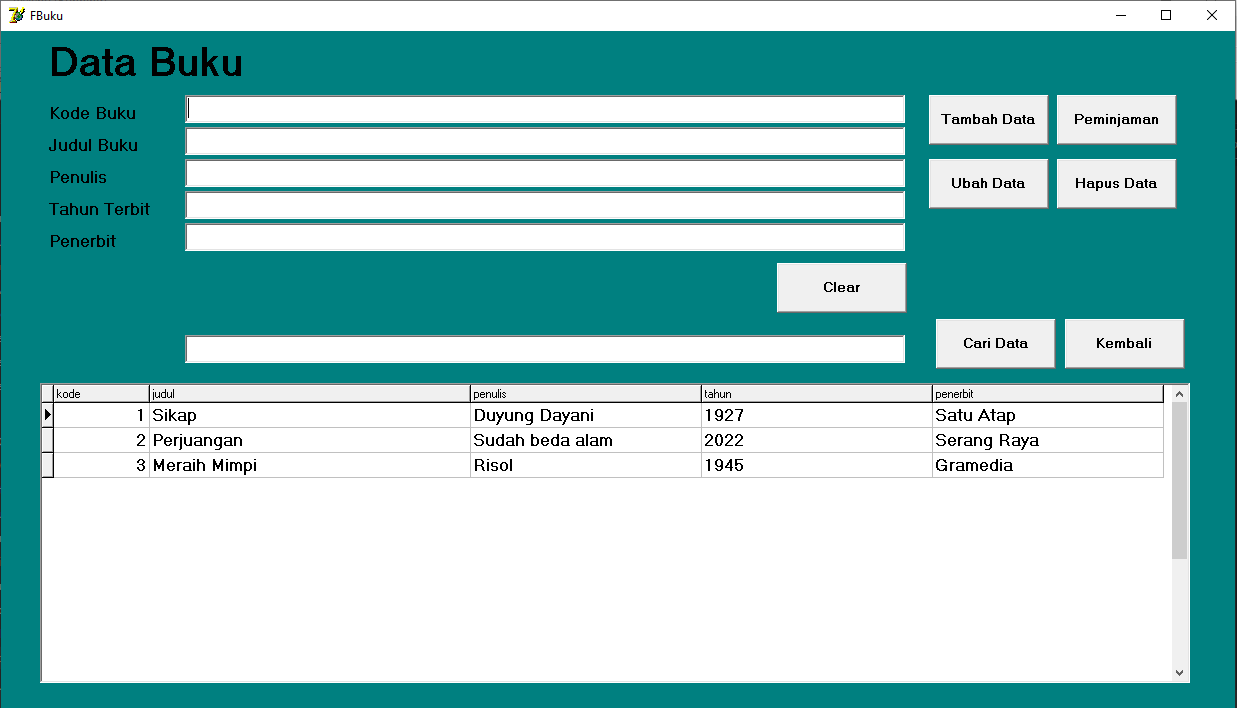 FBuku
Data Buku
Kode Buku
Judul Buku
Penulis
Tahun Terbit
Penerbit
Tambah Data Peminjaman
Ubah Data Hapus Data
Clear
Cari Data Kembali
kode judul penulis tahun penerbit
1 Sikap Duyung Dayani 1927 Satu Atap
2 Perjuangan Sudah beda alam 2022 Serang Raya
3 Meraih Mimpi Risol 1945 Gramedia